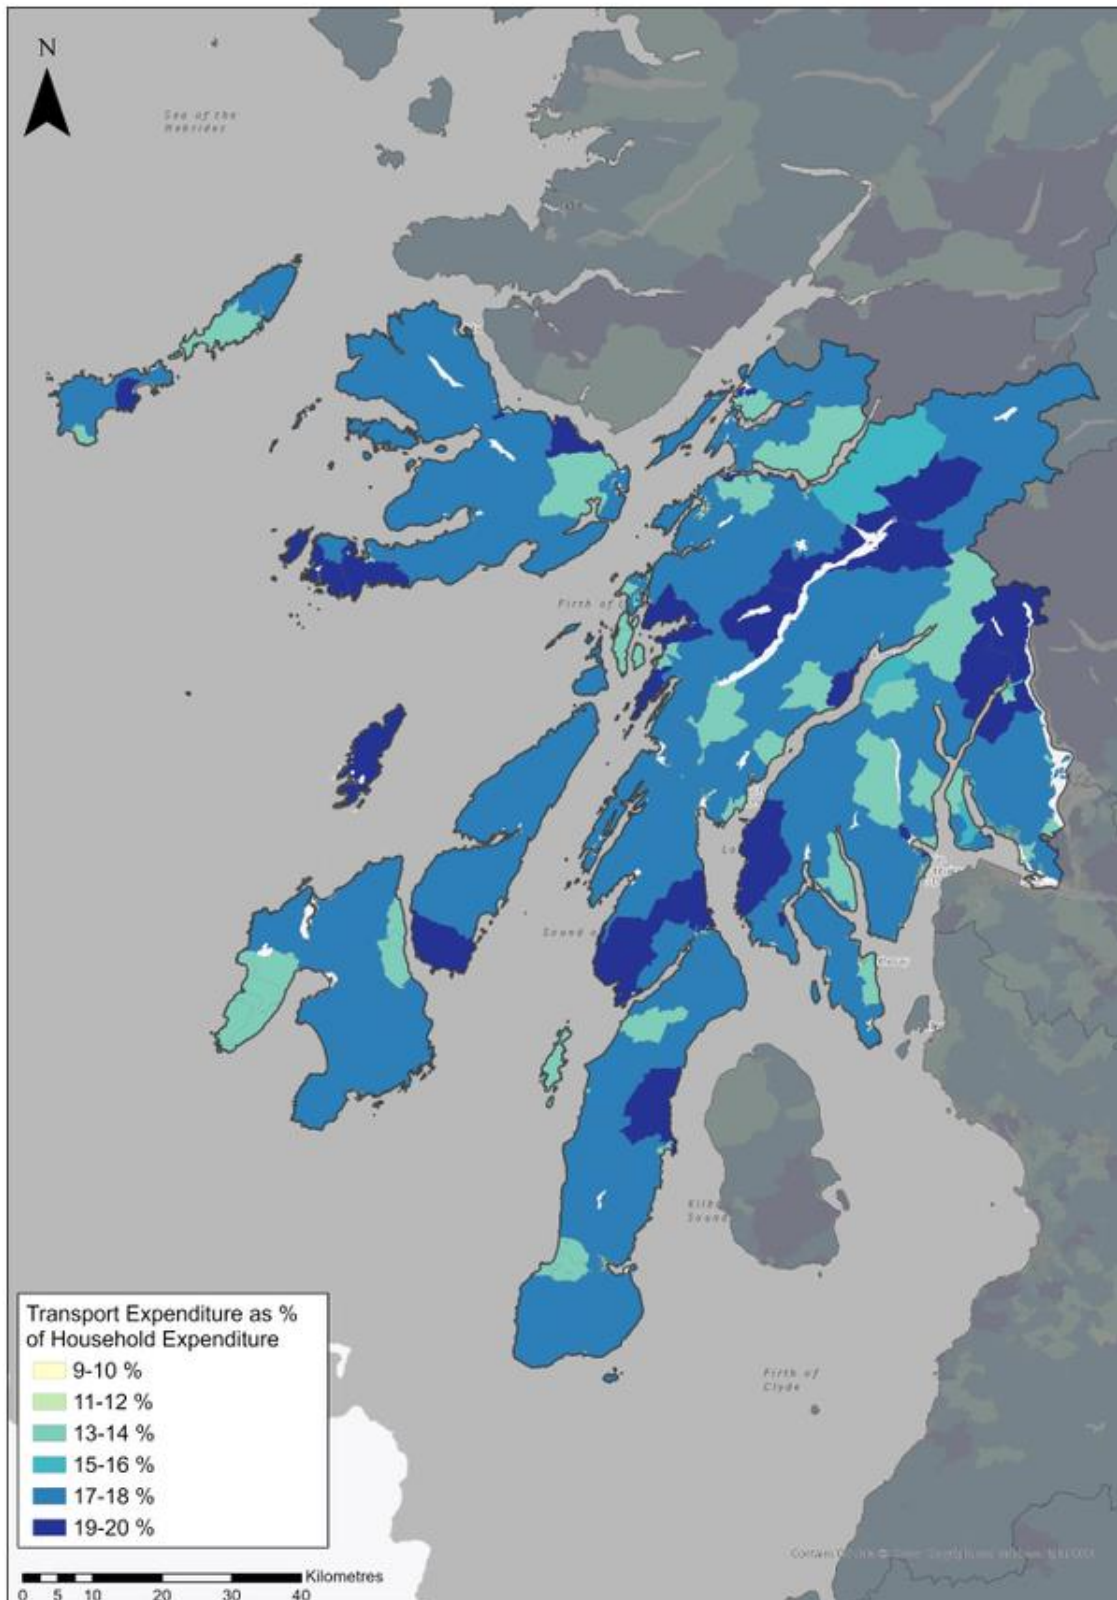 N
Sea of the
Hebrides
Firth of
Sound o
Sound
Firth of
Clyde
Transport Expenditure as %
of Household Expenditure
9-10 %
11-12 %
13-14 %
15-16 %
17-18 %
19-20 %
Kilometres
0 5 10 20 30 40